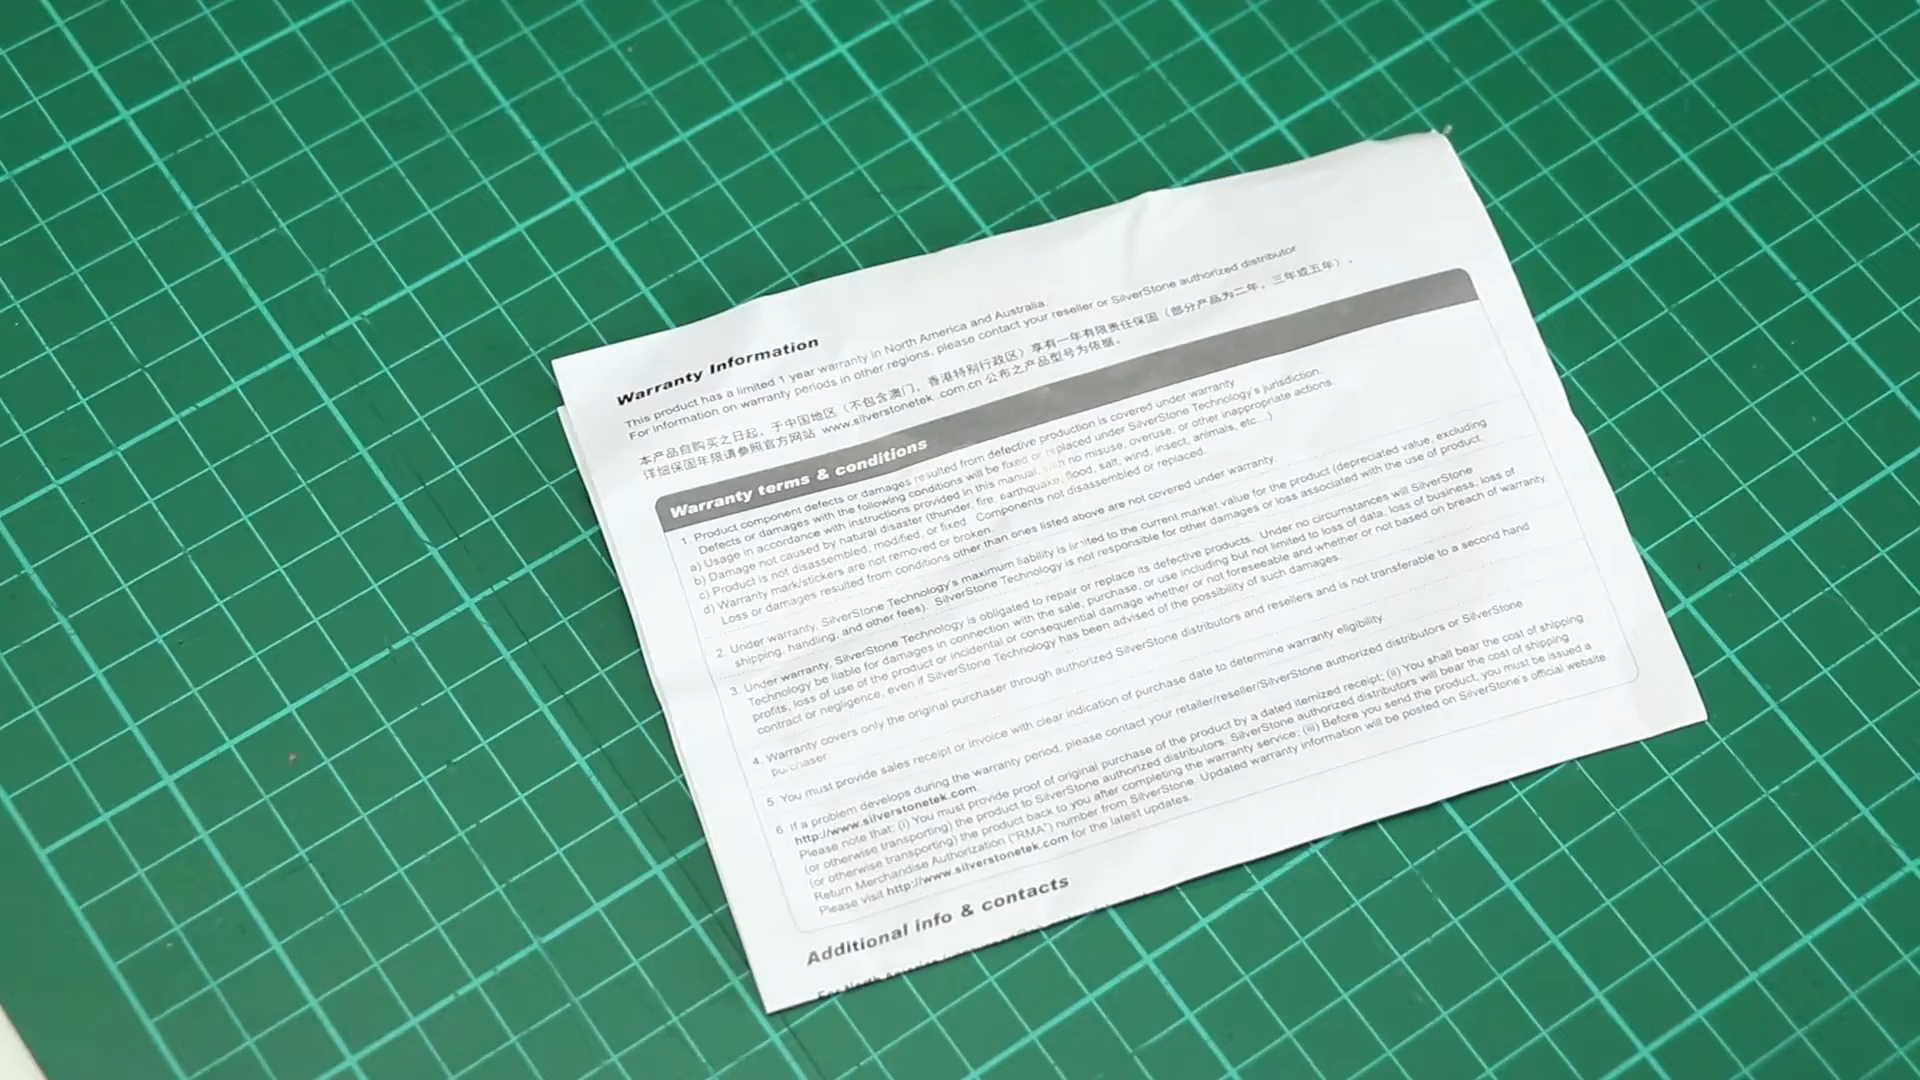 Warranty Information
This product has a limited 1 year warranty in North America and Australia.
For information on warranty periods in other regions, please contact your reseller or SilverStone authorized distributor
本产品自购买之日起，于中国地区（不包含澳门，香港特别行政区）享有一年有限责任保固（部分产品为二年，三年或五年）。
详细保固年限请参照官方网站 www.silverstonetek.com.cn 公布之产品型号为依据。
Warranty terms & conditions
1. Product component defects or damages resulted from defective production is covered under warranty
Defects or damages with the following conditions will be fixed or replaced under SilverStone Technology's jurisdiction.
a) Usage in accordance with instructions provided in this manual, with no misuse, overuse, or other inappropriate actions.
b) Damage not caused by natural disaster (thunder, fire, earthquake, flood, salt, wind, insect, animals, etc...)
c) Product is not disassembled, modified, or fixed. Components not disassembled or replaced.
d) Warranty mark/stickers are not removed or broken.
Loss or damages resulted from conditions other than ones listed above are not covered under warranty.
2. Under warranty, SilverStone Technology's maximum liability is limited to the current market value for the product (depreciated value, excluding
shipping, handling, and other fees). SilverStone Technology is not responsible for other damages or loss associated with the use of product.
3. Under warranty, SilverStone Technology is obligated to repair or replace its defective products. Under no circumstances will SilverStone
Technology be liable for damages in connection with the sale, purchase, or use including but not limited to loss of data, loss of business, loss of
profits, loss of use of the product or incidental or consequential damage whether or not foreseeable and whether or not based on breach of warranty,
contract or negligence, even if SilverStone Technology has been advised of the possibility of such damages.
4. Warranty covers only the original purchaser through authorized SilverStone distributors and resellers and is not transferable to a second hand
purchaser.
5. You must provide sales receipt or invoice with clear indication of purchase date to determine warranty eligibility.
6. If a problem develops during the warranty period, please contact your retailer/reseller/SilverStone authorized distributors or SilverStone
http://www.silverstonetek.com.
Please note that: (i) You must provide proof of original purchase of the product by a dated itemized receipt; (ii) You shall bear the cost of shipping
(or otherwise transporting) the product to SilverStone authorized distributors. SilverStone authorized distributors will bear the cost of shipping
(or otherwise transporting) the product back to you after completing the warranty service; (iii) Before you send the product, you must be issued a
Return Merchandise Authorization ("RMA") number from SilverStone. Updated warranty information will be posted on SilverStone's official website
Please visit http://www.silverstonetek.com for the latest updates.
Additional info & contacts
For North America